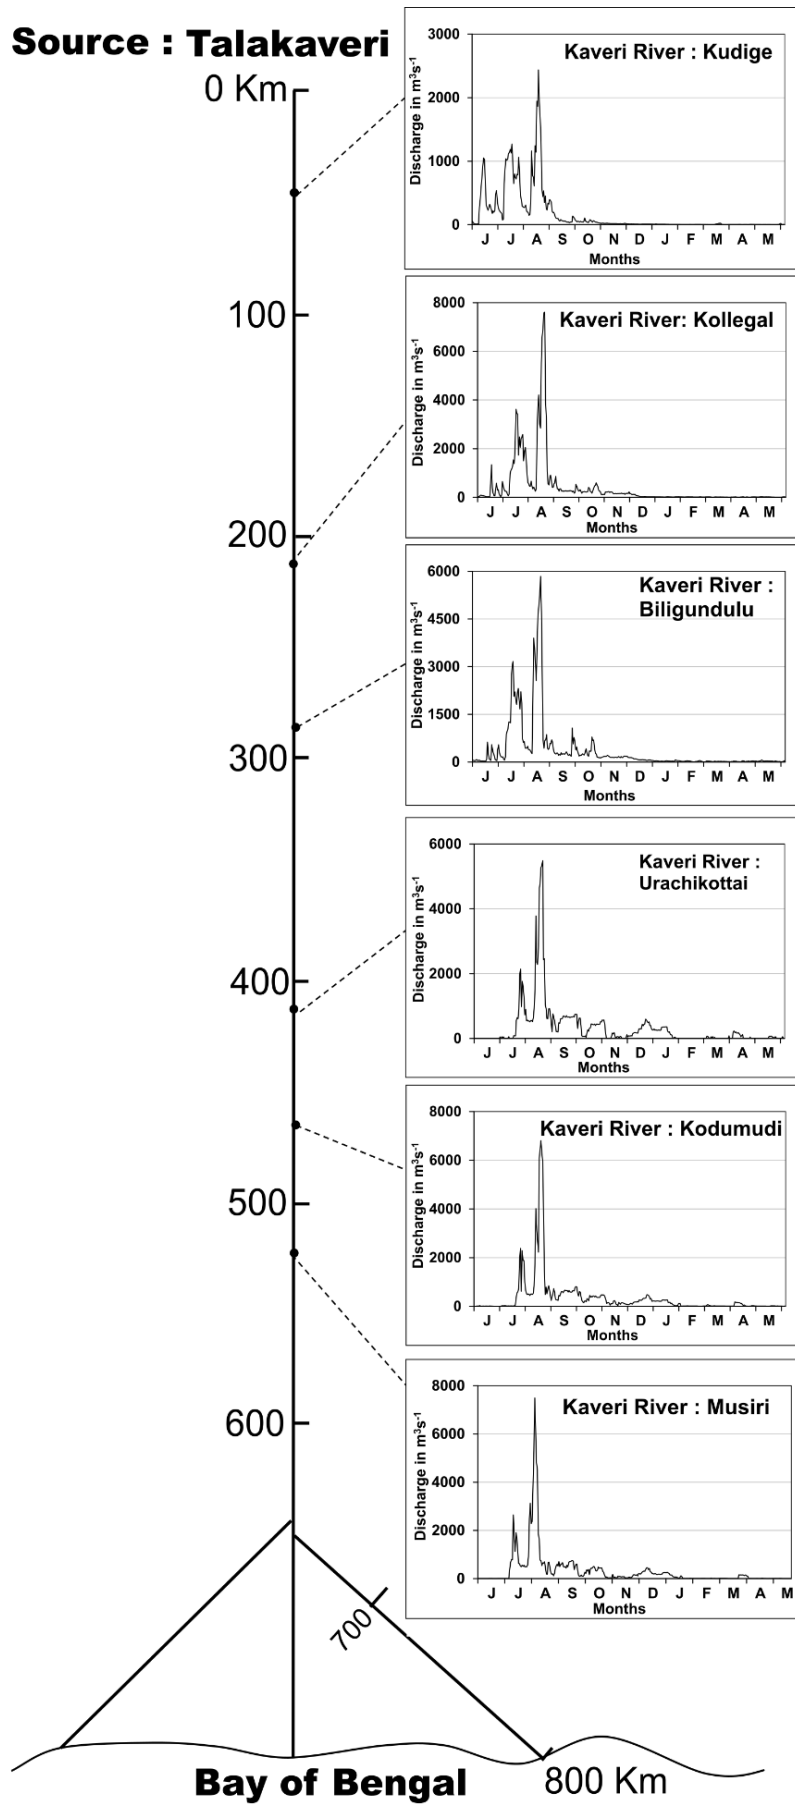 Source : Talakaveri
0 Km
100
200
300
400
500
600
700
800 Km
Bay of Bengal
Kaveri River : Kudige
Discharge in m³s⁻¹
3000
2000
1000
0
J J A S O N D J F M A M
Months
Kaveri River: Kollegal
Discharge in m³s⁻¹
8000
6000
4000
2000
0
J J A S O N D J F M A M
Months
Kaveri River :
Biligundulu
Discharge in m³s⁻¹
6000
4500
3000
1500
0
J J A S O N D J F M A M
Months
Kaveri River :
Urachikottai
Discharge in m³s⁻¹
6000
4000
2000
0
J J A S O N D J F M A M
Months
Kaveri River : Kodumudi
Discharge in m³s⁻¹
8000
6000
4000
2000
0
J J A S O N D J F M A M
Months
Kaveri River : Musiri
Discharge in m³s⁻¹
8000
6000
4000
2000
0
J J A S O N D J F M A M
Months